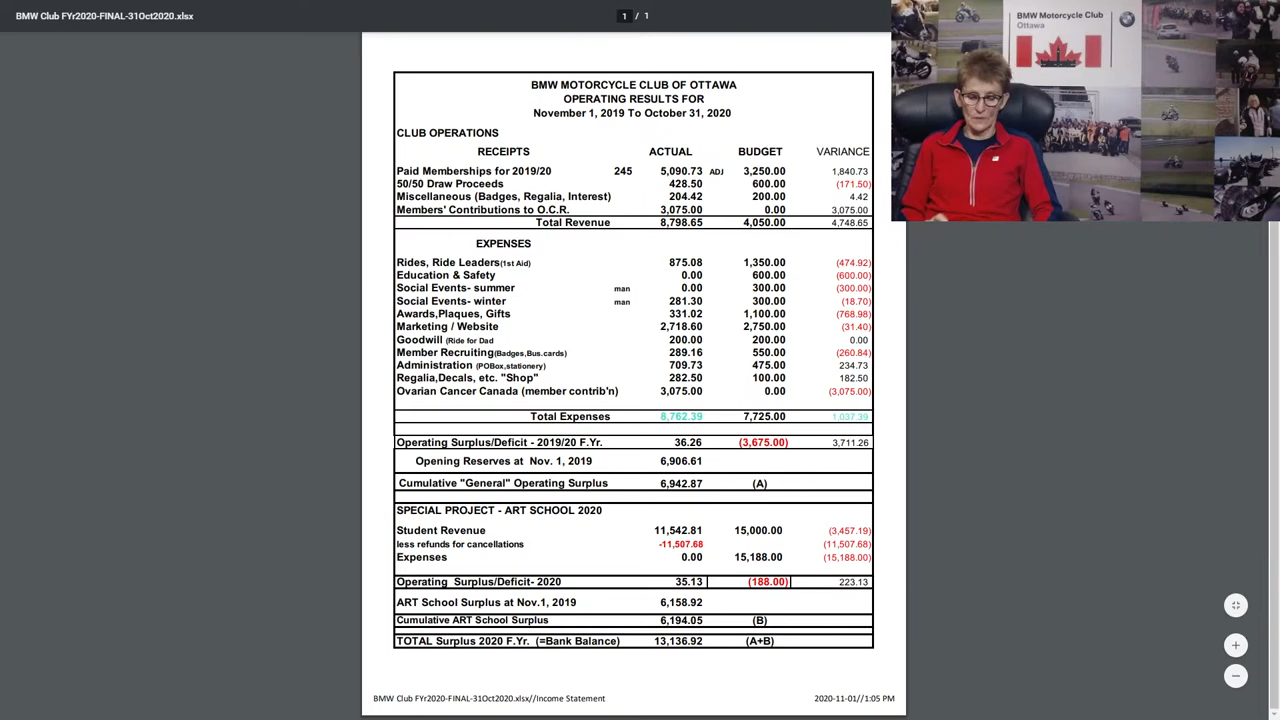 BMW Club FYr2020-FINAL-31Oct2020.xlsx
1 / 1
BMW Motorcycle Club
Ottawa
BMW MOTORCYCLE CLUB OF OTTAWA
OPERATING RESULTS FOR
November 1, 2019 To October 31, 2020
CLUB OPERATIONS
RECEIPTS ACTUAL BUDGET VARIANCE
Paid Memberships for 2019/20 245 5,090.73 ADJ 3,250.00 1,840.73
50/50 Draw Proceeds 428.50 600.00 (171.50)
Miscellaneous (Badges, Regalia, Interest) 204.42 200.00 4.42
Members' Contributions to O.C.R. 3,075.00 0.00 3,075.00
Total Revenue 8,798.65 4,050.00 4,748.65
EXPENSES
Rides, Ride Leaders(1st Aid) 875.08 1,350.00 (474.92)
Education & Safety 0.00 600.00 (600.00)
Social Events- summer man 0.00 300.00 (300.00)
Social Events- winter man 281.30 300.00 (18.70)
Awards,Plaques, Gifts 331.02 1,100.00 (768.98)
Marketing / Website 2,718.60 2,750.00 (31.40)
Goodwill (Ride for Dad 200.00 200.00 0.00
Member Recruiting(Badges,Bus.cards) 289.16 550.00 (260.84)
Administration (POBox,stationery) 709.73 475.00 234.73
Regalia,Decals, etc. "Shop" 282.50 100.00 182.50
Ovarian Cancer Canada (member contrib'n) 3,075.00 0.00 (3,075.00)
Total Expenses 8,762.39 7,725.00 1,037.39
Operating Surplus/Deficit - 2019/20 F.Yr. 36.26 (3,675.00) 3,711.26
Opening Reserves at Nov. 1, 2019 6,906.61
Cumulative "General" Operating Surplus 6,942.87 (A)
SPECIAL PROJECT - ART SCHOOL 2020
Student Revenue 11,542.81 15,000.00 (3,457.19)
less refunds for cancellations -11,507.68 (11,507.68)
Expenses 0.00 15,188.00 (15,188.00)
Operating Surplus/Deficit- 2020 35.13 (188.00) 223.13
ART School Surplus at Nov.1, 2019 6,158.92
Cumulative ART School Surplus 6,194.05 (B)
TOTAL Surplus 2020 F.Yr. (=Bank Balance) 13,136.92 (A+B)
BMW Club FYr2020-FINAL-31Oct2020.xlsx//Income Statement 2020-11-01//1:05 PM